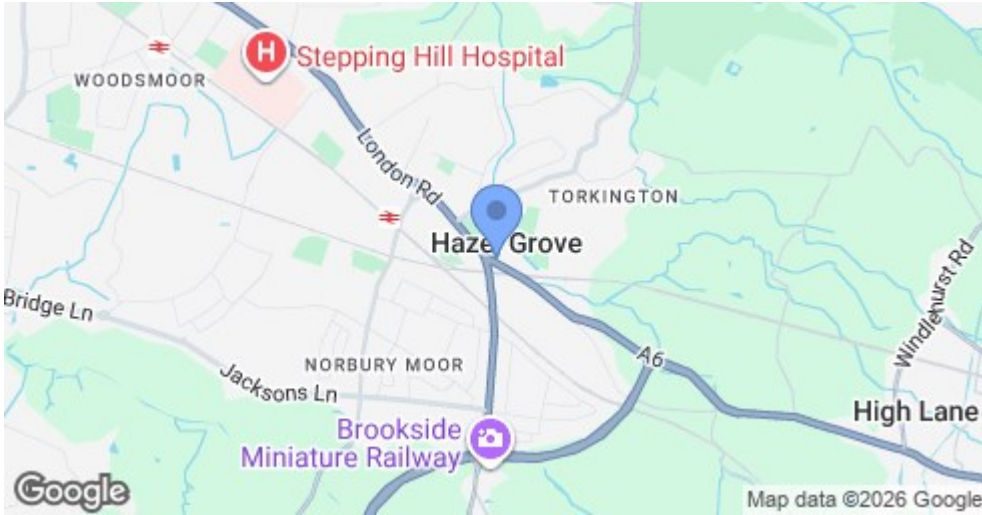 H
Stepping Hill Hospital
WOODSMOOR
London Rd
TORKINGTON
Hazel Grove
Bridge Ln
Windlehurst Rd
NORBURY MOOR
A6
Jacksons Ln
High Lane
Brookside
Miniature Railway
Google
Map data ©2026 Google